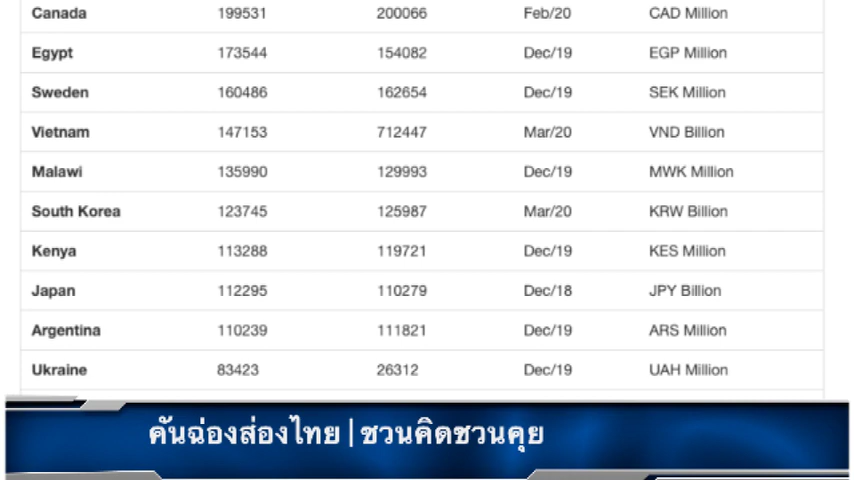 Canada 199531 200066 Feb/20 CAD Million
Egypt 173544 154082 Dec/19 EGP Million
Sweden 160486 162654 Dec/19 SEK Million
Vietnam 147153 712447 Mar/20 VND Billion
Malawi 135990 129993 Dec/19 MWK Million
South Korea 123745 125987 Mar/20 KRW Billion
Kenya 113288 119721 Dec/19 KES Million
Japan 112295 110279 Dec/18 JPY Billion
Argentina 110239 111821 Dec/19 ARS Million
Ukraine 83423 26312 Dec/19 UAH Million
คันฉ่องส่องไทย | ชวนคิดชวนคุย